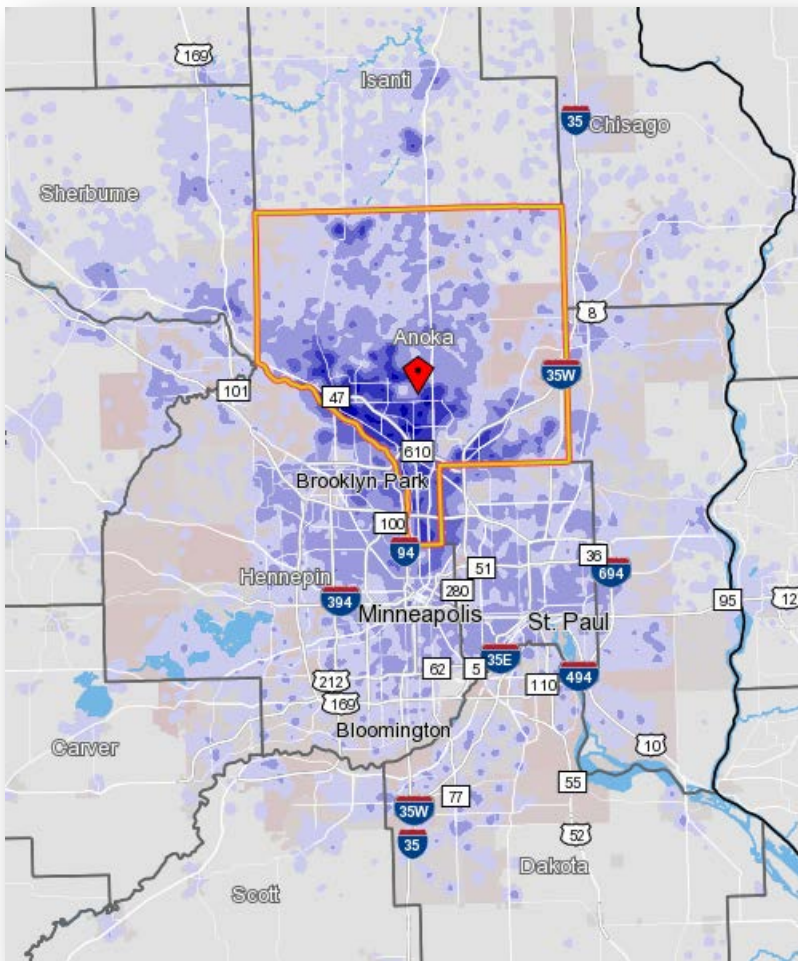 169
Isanti
35
Chisago
Sherburne
8
Anoka
35W
101
47
610
Brooklyn Park
100
94
36
694
51
Hennepin
280
394
95
12
Minneapolis
St. Paul
35E
62
5
494
212
110
169
Bloomington
10
Carver
55
77
35W
52
35
Dakota
Scott